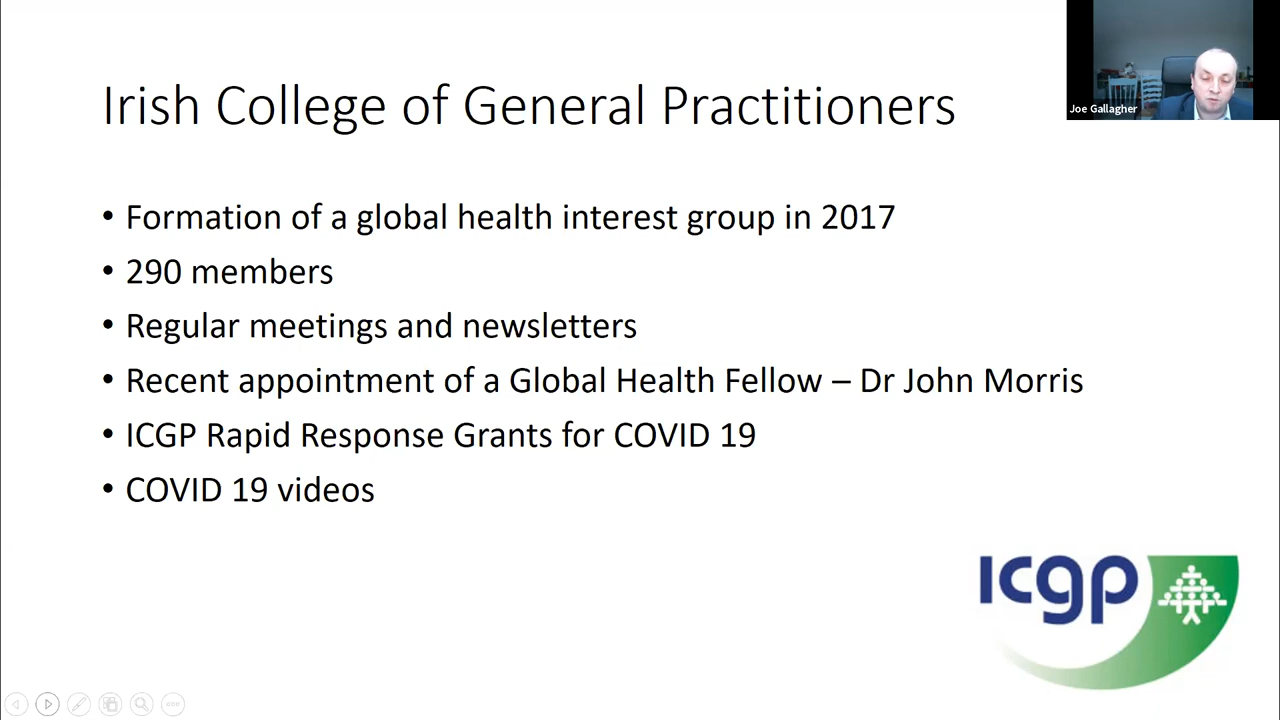 Irish College of General Practitioners
Joe Gallagher
• Formation of a global health interest group in 2017
• 290 members
• Regular meetings and newsletters
• Recent appointment of a Global Health Fellow – Dr John Morris
• ICGP Rapid Response Grants for COVID 19
• COVID 19 videos
icgp